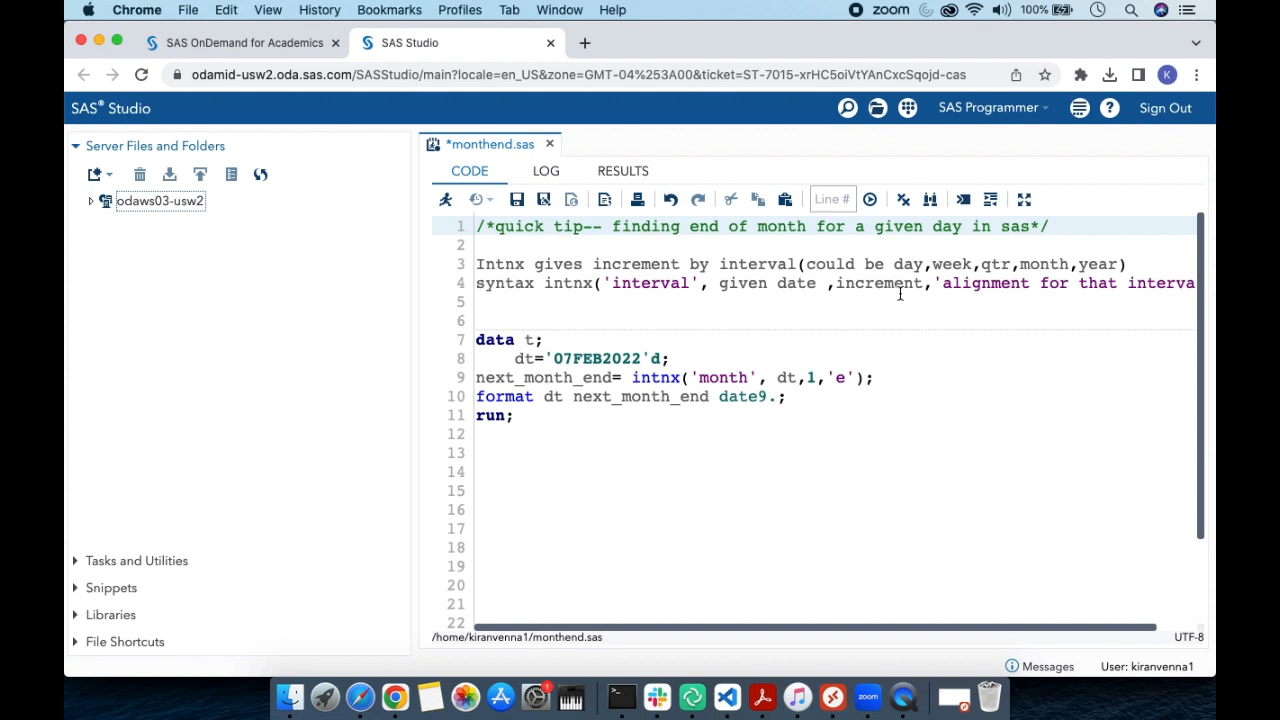 Chrome File Edit View History Bookmarks Profiles Tab Window Help zoom 100%
SAS OnDemand for Academics SAS Studio
odamid-usw2.oda.sas.com/SASStudio/main?locale=en_US&zone=GMT-04%253A00&ticket=ST-7015-xrHC5oiVtYAnCxcSqojd-cas K
SAS® Studio SAS Programmer Sign Out
Server Files and Folders
odaws03-usw2
Tasks and Utilities
Snippets
Libraries
File Shortcuts
*monthend.sas
CODE LOG RESULTS
Line #
1 /*quick tip-- finding end of month for a given day in sas*/
2
3 Intnx gives increment by interval(could be day,week,qtr,month,year)
4 syntax intnx('interval', given date ,increment,'alignment for that interva
5
6
7 data t;
8 dt='07FEB2022'd;
9 next_month_end= intnx('month', dt,1,'e');
10 format dt next_month_end date9.;
11 run;
12
13
14
15
16
17
18
19
20
21
22
/home/kiranvenna1/monthend.sas UTF-8
Messages User: kiranvenna1
1 zoom